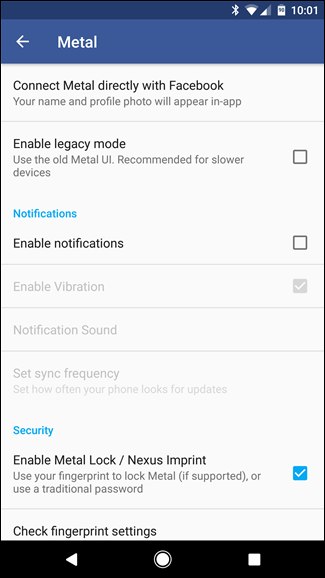 10:01
Metal
Connect Metal directly with Facebook
Your name and profile photo will appear in-app
Enable legacy mode
Use the old Metal UI. Recommended for slower
devices
Notifications
Enable notifications
Enable Vibration
Notification Sound
Set sync frequency
Set how often your phone looks for updates
Security
Enable Metal Lock / Nexus Imprint
Use your fingerprint to lock Metal (if supported), or
use a traditional password
Check fingerprint settings